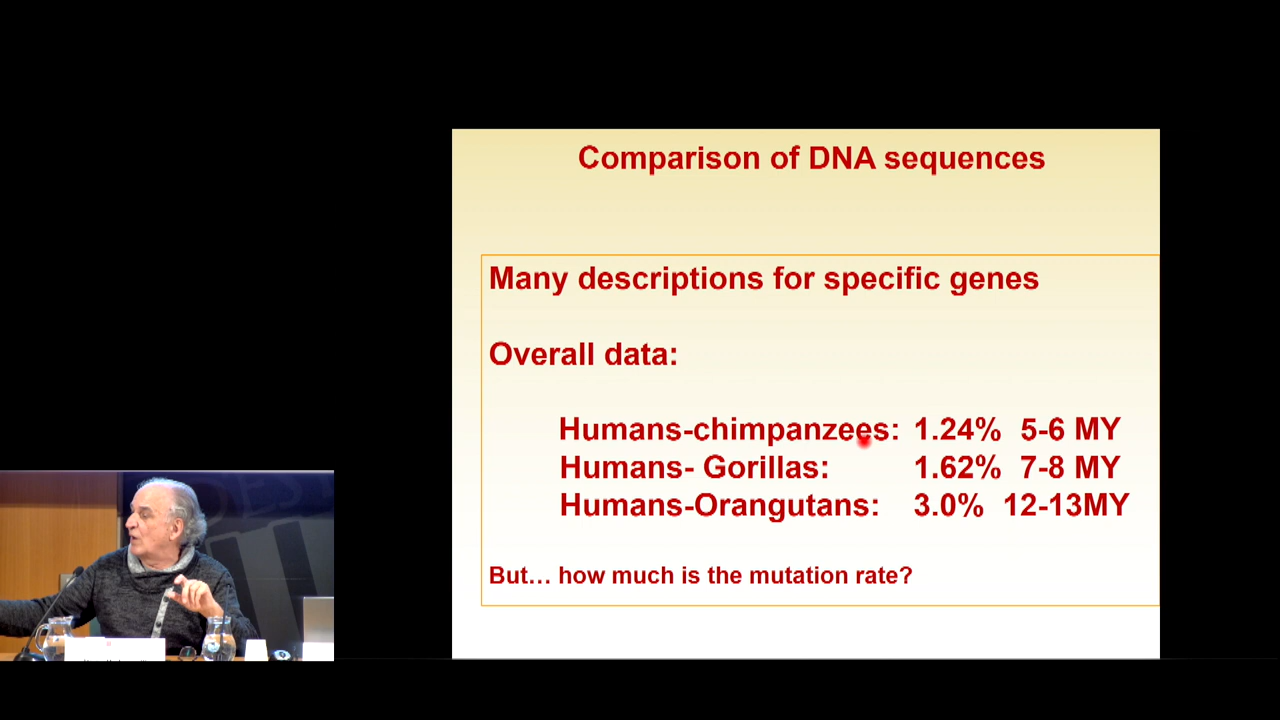 Comparison of DNA sequences
Many descriptions for specific genes
Overall data:
Humans-chimpanzees: 1.24% 5-6 MY
Humans- Gorillas: 1.62% 7-8 MY
Humans-Orangutans: 3.0% 12-13MY
But… how much is the mutation rate?